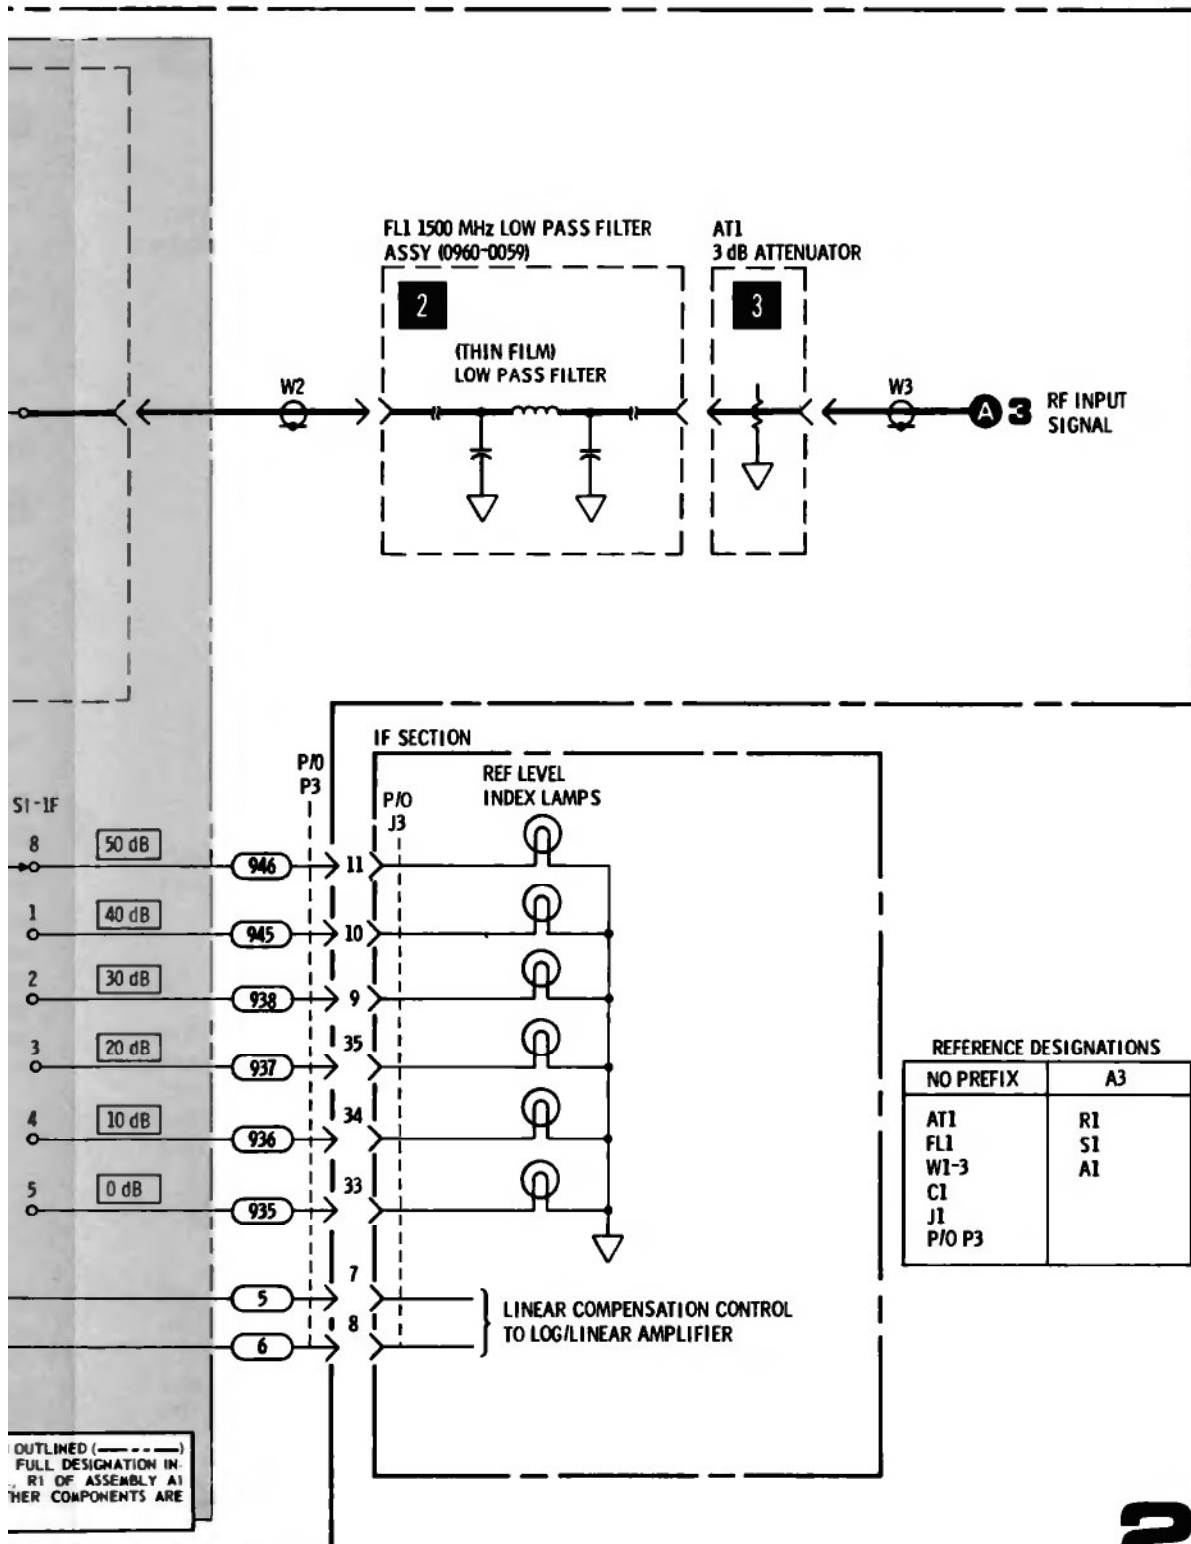 FL1 1500 MHz LOW PASS FILTER
ASSY (0960-0059)
AT1
3 dB ATTENUATOR
2
3
(THIN FILM)
LOW PASS FILTER
W2
W3
A 3
RF INPUT
SIGNAL
IF SECTION
P/O
P3
P/O
J3
REF LEVEL
INDEX LAMPS
S1-1F
8 50 dB 946 11
1 40 dB 945 10
2 30 dB 938 9
3 20 dB 937 35
4 10 dB 936 34
5 0 dB 935 33
5 7
6 8
LINEAR COMPENSATION CONTROL
TO LOG/LINEAR AMPLIFIER
REFERENCE DESIGNATIONS
NO PREFIX A3
AT1 R1
FL1 S1
W1-3 A1
C1
J1
P/O P3
OUTLINED (
)
FULL DESIGNATION IN-
R1 OF ASSEMBLY A1
COMPONENTS ARE
2